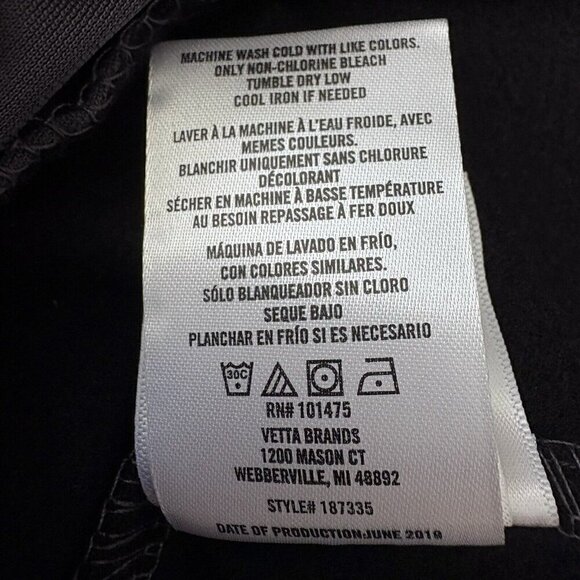 MACHINE WASH COLD WITH LIKE COLORS.
ONLY NON-CHLORINE BLEACH
TUMBLE DRY LOW
COOL IRON IF NEEDED
LAVER À LA MACHINE À L'EAU FROIDE, AVEC
MEMES COULEURS.
BLANCHIR UNIQUEMENT SANS CHLORURE
DÉCOLORANT
SÉCHER EN MACHINE À BASSE TEMPÉRATURE
AU BESOIN REPASSAGE À FER DOUX
MÁQUINA DE LAVADO EN FRÍO,
CON COLORES SIMILARES.
SÓLO BLANQUEADOR SIN CLORO
SEQUE BAJO
PLANCHAR EN FRÍO SI ES NECESARIO
30C
RN# 101475
VETTA BRANDS
1200 MASON CT
WEBBERVILLE, MI 48892
STYLE# 187335
DATE OF PRODUCTION:JUNE 2019